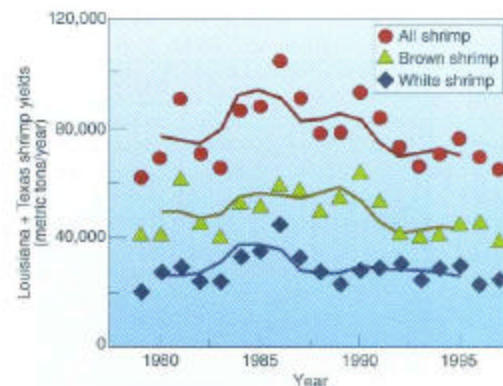 120,000
80,000
40,000
0
Louisiana + Texas shrimp yields
(metric tons/year)
All shrimp
Brown shrimp
White shrimp
1980 1985 1990 1995
Year